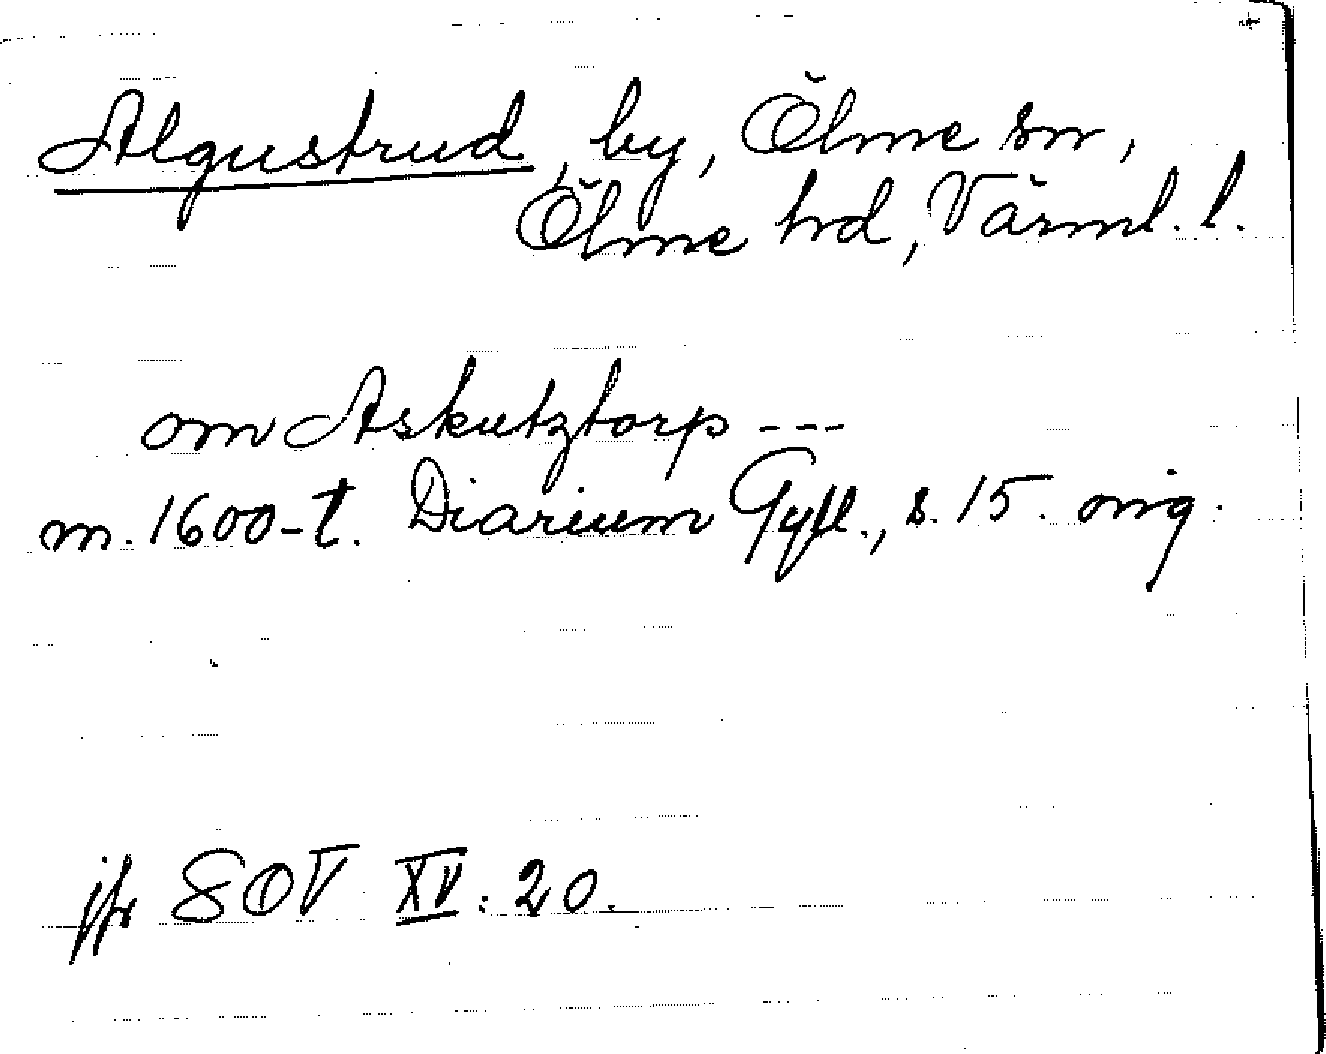 Algustrud, by, Ölme sn,
Ölme hd, Värml. l.
om Askutztorp ---
m. 1600-t. Diarium Gyll., s. 15. orig.
jfr SOV XV: 20.